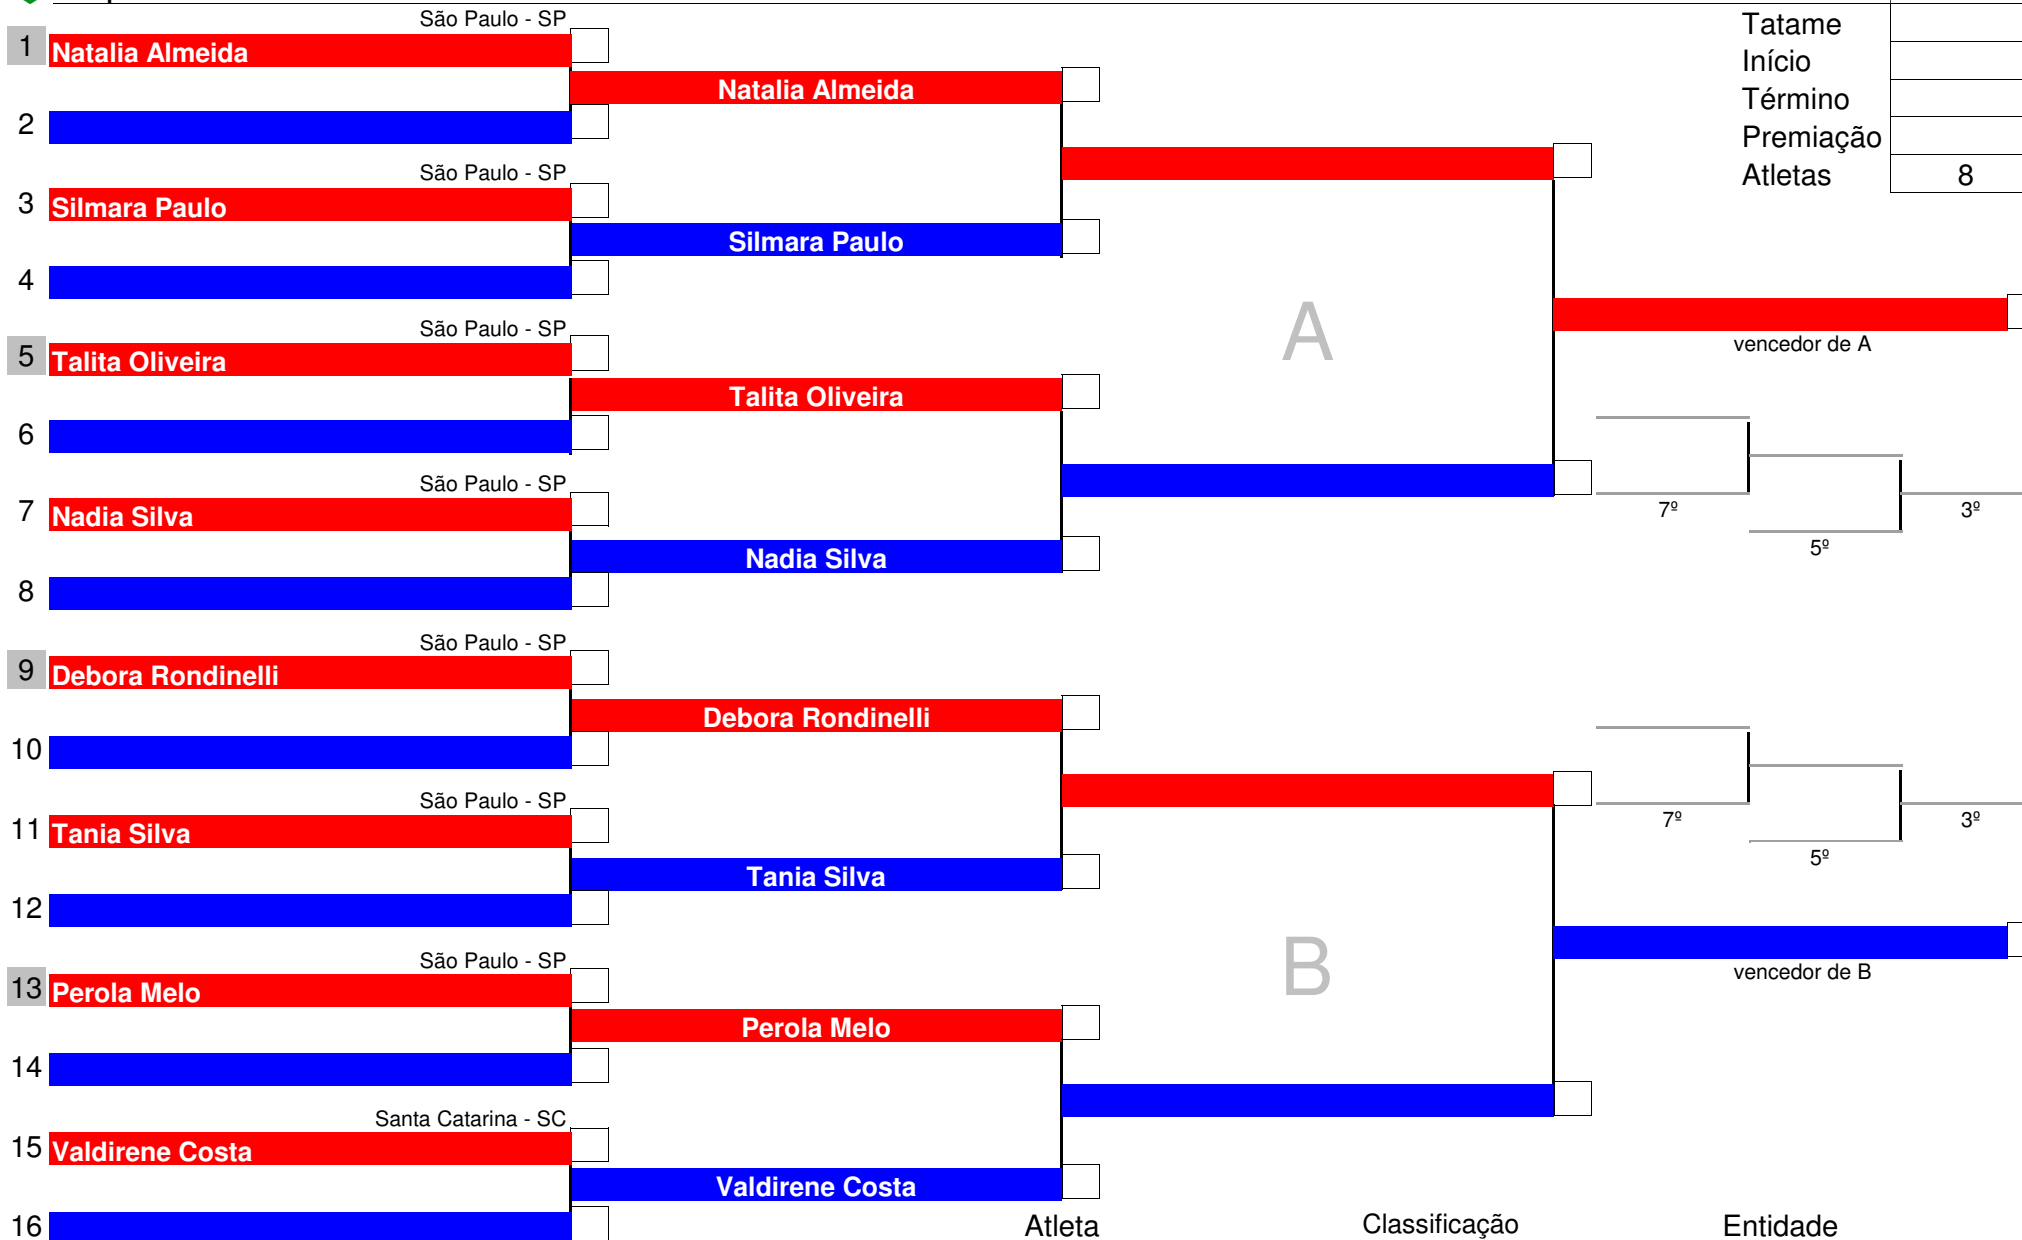 São Paulo - SP
Tatame
1 Natalia Almeida
Início
Natalia Almeida
Término
2
Premiação
São Paulo - SP
Atletas 8
3 Silmara Paulo
Silmara Paulo
4
São Paulo - SP
A
vencedor de A
5 Talita Oliveira
Talita Oliveira
6
São Paulo - SP
7 Nadia Silva
7º 3º
5º
Nadia Silva
8
São Paulo - SP
9 Debora Rondinelli
Debora Rondinelli
10
São Paulo - SP
11 Tania Silva
7º 3º
5º
Tania Silva
12
São Paulo - SP
B
vencedor de B
13 Perola Melo
Perola Melo
14
Santa Catarina - SC
15 Valdirene Costa
Valdirene Costa
16
Atleta Classificação Entidade